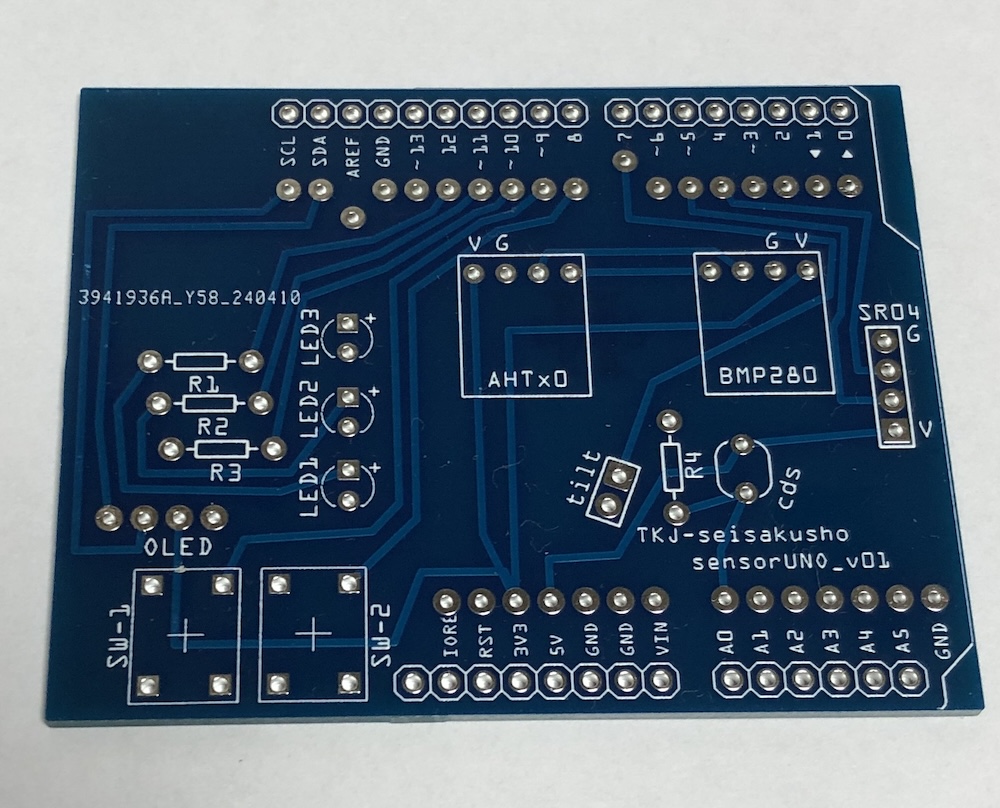 SCL SDA AREF GND ~13 12 ~11 ~10 ~9 8 7 ~6 ~5 4 ~3 2 1 0
V G
G V
3941936A_Y58_240410
SR04
G
LED3
+
R1
AHTx0
BMP280
LED2
+
R2
V
R3
LED1
+
tilt
R4
cds
OLED
TKJ-seisakusho
sensorUNO_v01
SW-1
SW-2
IORE RST 3V3 5V GND GND VIN A0 A1 A2 A3 A4 A5 GND